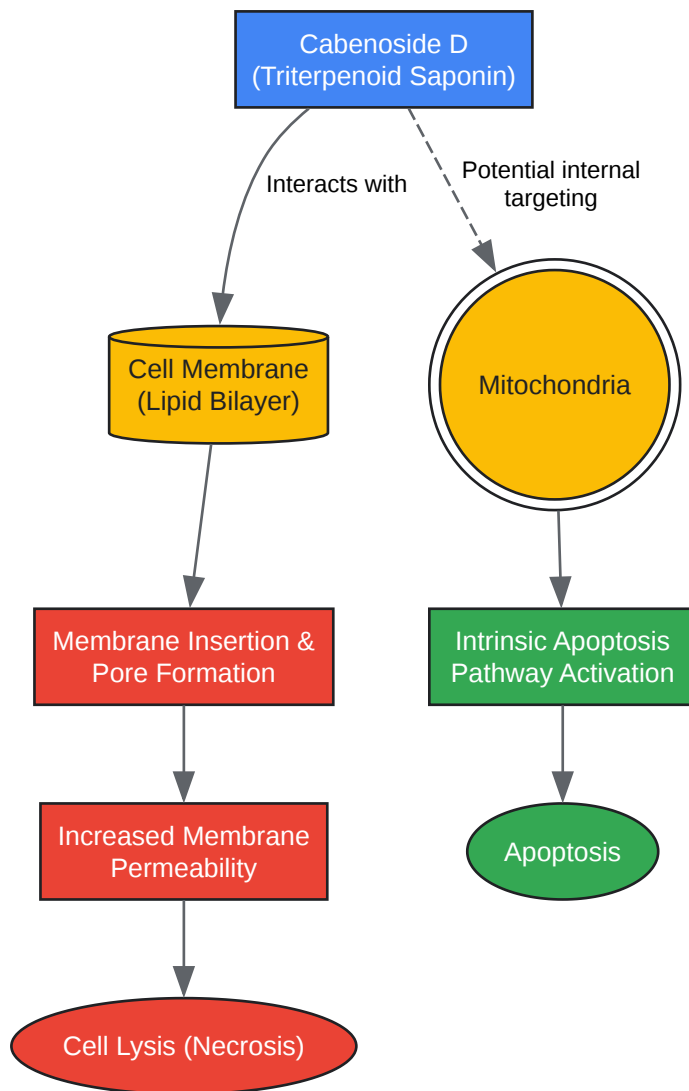 Cabenoside D
(Triterpenoid Saponin)
Interacts with
Potential internal
targeting
Cell Membrane
(Lipid Bilayer)
Mitochondria
Membrane Insertion &
Pore Formation
Intrinsic Apoptosis
Pathway Activation
Increased Membrane
Permeability
Apoptosis
Cell Lysis (Necrosis)